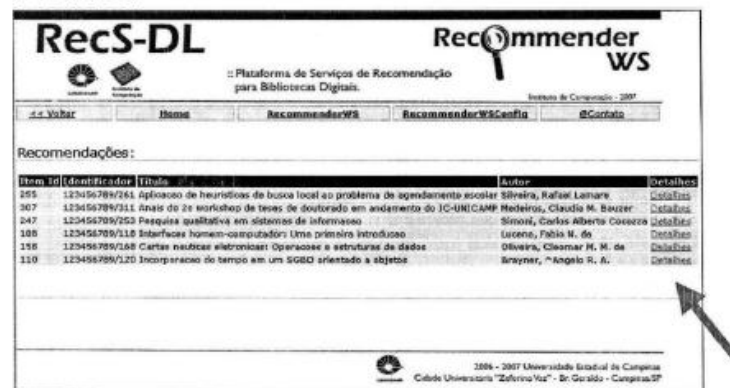 RecS-DL
Recommender
WS
:: Plataforma de Serviços de Recomendação
para Bibliotecas Digitais.
Instituto de Computação - 2007
<< Voltar Home RecommenderWS RecommenderWSConfig @Contato
Recomendações:
Item Id Identificador Título Autor Detalhes
255 123456789/261 Aplicacao de heuristicas de busca local ao problema de agendamento escolar Silveira, Rafael Lamare Detalhes
307 123456789/311 Anais do 2o workshop de teses de doutorado em andamento do IC-UNICAMP Medeiros, Claudia M. Bauzer Detalhes
247 123456789/253 Pesquisa qualitativa em sistemas de informacao Simoni, Carlos Alberto Cocozza Detalhes
108 123456789/118 Interfaces homem-computador: Uma primeira introducao Lucena, Fabio N. de Detalhes
158 123456789/168 Cartas nauticas eletronicas: Operacoes e estruturas de dados Oliveira, Cleomar M. M. de Detalhes
110 123456789/120 Incorporacao do tempo em um SGBD orientado a objetos Brayner, ^Angelo R. A. Detalhes
2006 - 2007 Universidade Estadual de Campinas
Cidade Universitaria "Zeferino Vaz" - Br. Geraldo - Campinas/SP